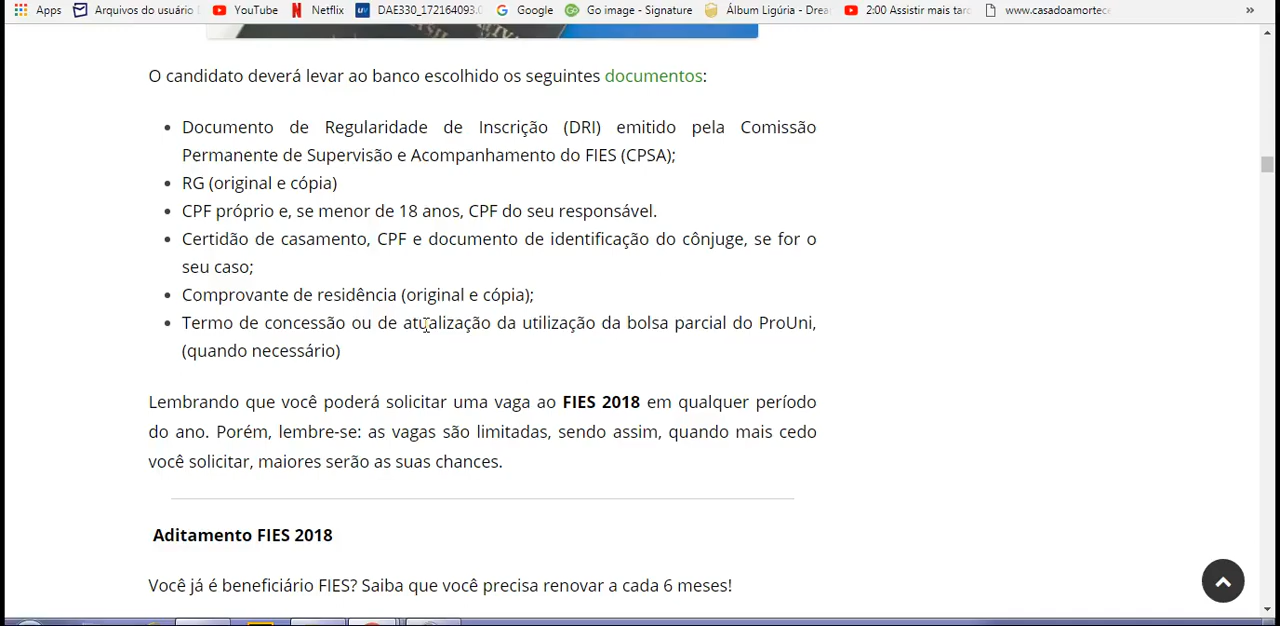 Apps Arquivos do usuário YouTube Netflix DAE330_172164093. Google Go image - Signature Álbum Ligúria - Drea 2:00 Assistir mais tard www.casadoamortece »
O candidato deverá levar ao banco escolhido os seguintes documentos:
• Documento de Regularidade de Inscrição (DRI) emitido pela Comissão
Permanente de Supervisão e Acompanhamento do FIES (CPSA);
• RG (original e cópia)
• CPF próprio e, se menor de 18 anos, CPF do seu responsável.
• Certidão de casamento, CPF e documento de identificação do cônjuge, se for o
seu caso;
• Comprovante de residência (original e cópia);
• Termo de concessão ou de atualização da utilização da bolsa parcial do ProUni,
(quando necessário)
Lembrando que você poderá solicitar uma vaga ao FIES 2018 em qualquer período
do ano. Porém, lembre-se: as vagas são limitadas, sendo assim, quando mais cedo
você solicitar, maiores serão as suas chances.
Aditamento FIES 2018
Você já é beneficiário FIES? Saiba que você precisa renovar a cada 6 meses!